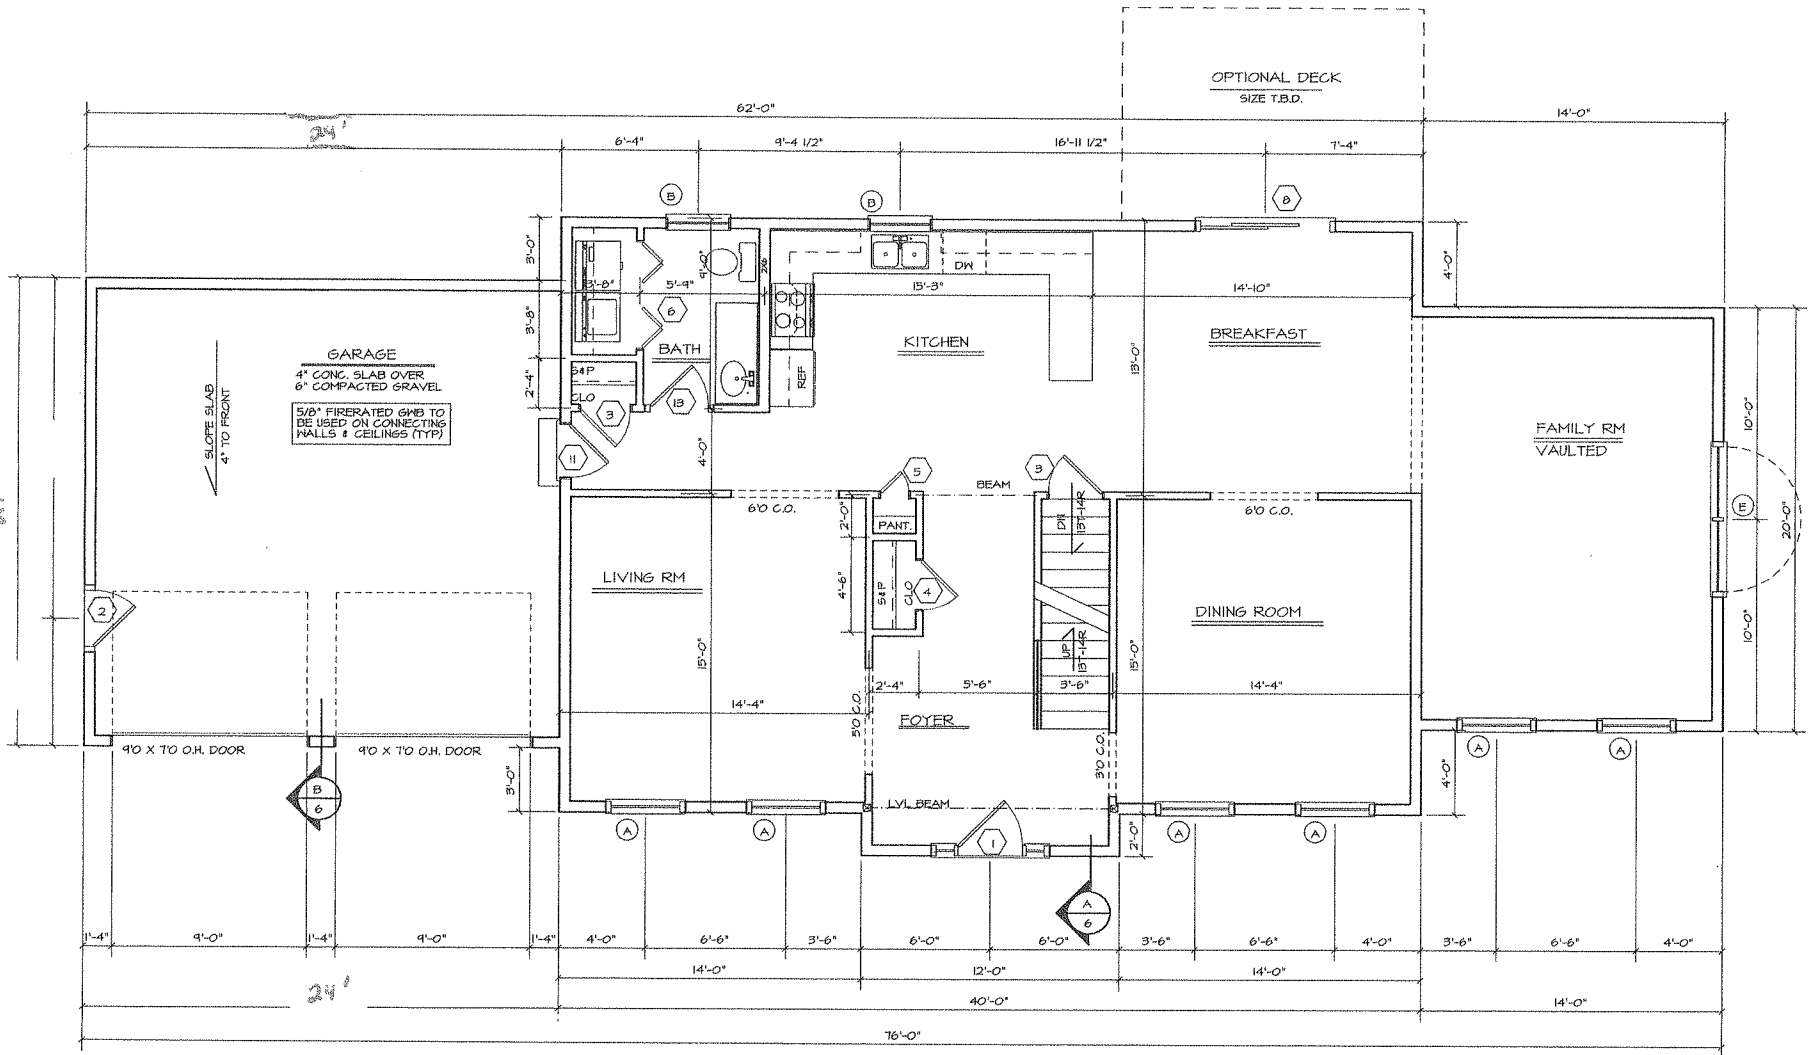 OPTIONAL DECK
SIZE T.B.D.
62'-0"
14'-0"
24'
6'-4"
9'-4 1/2"
16'-11 1/2"
7'-4"
B
B
8
3'-0"
9'-0"
2X6
DW
4'-0"
3'-8"
5'-9"
15'-3"
14'-10"
3'-8"
6
BATH
KITCHEN
BREAKFAST
13'-0"
REF
GARAGE
4" CONC. SLAB OVER
6" COMPACTED GRAVEL
5/8" FIRERATED GWB TO
BE USED ON CONNECTING
WALLS & CEILINGS (TYP)
SLOPE SLAB
4" TO FRONT
S&P
CLO
2'-4"
3
13
10'-0"
FAMILY RM
VAULTED
11
4'-0"
5
3
BEAM
6'0 C.O.
2'-0"
PANT.
DN
13T-14R
6'0 C.O.
E
20'-0"
LIVING RM
4'-6"
S&P
CLO
4
2
DINING ROOM
UP
13T-14R
15'-0"
15'-0"
10'-0"
2'-4"
5'-6"
3'-6"
14'-4"
14'-4"
5'0 C.O.
FOYER
3'0 C.O.
9'0 X 7'0 O.H. DOOR
9'0 X 7'0 O.H. DOOR
A
A
3'-0"
4'-0"
B
6
LVL BEAM
A
A
1
A
A
2'-0"
A
6
1'-4"
9'-0"
1'-4"
9'-0"
1'-4"
4'-0"
6'-6"
3'-6"
6'-0"
6'-0"
3'-6"
6'-6"
4'-0"
3'-6"
6'-6"
4'-0"
14'-0"
12'-0"
14'-0"
24'
40'-0"
14'-0"
76'-0"